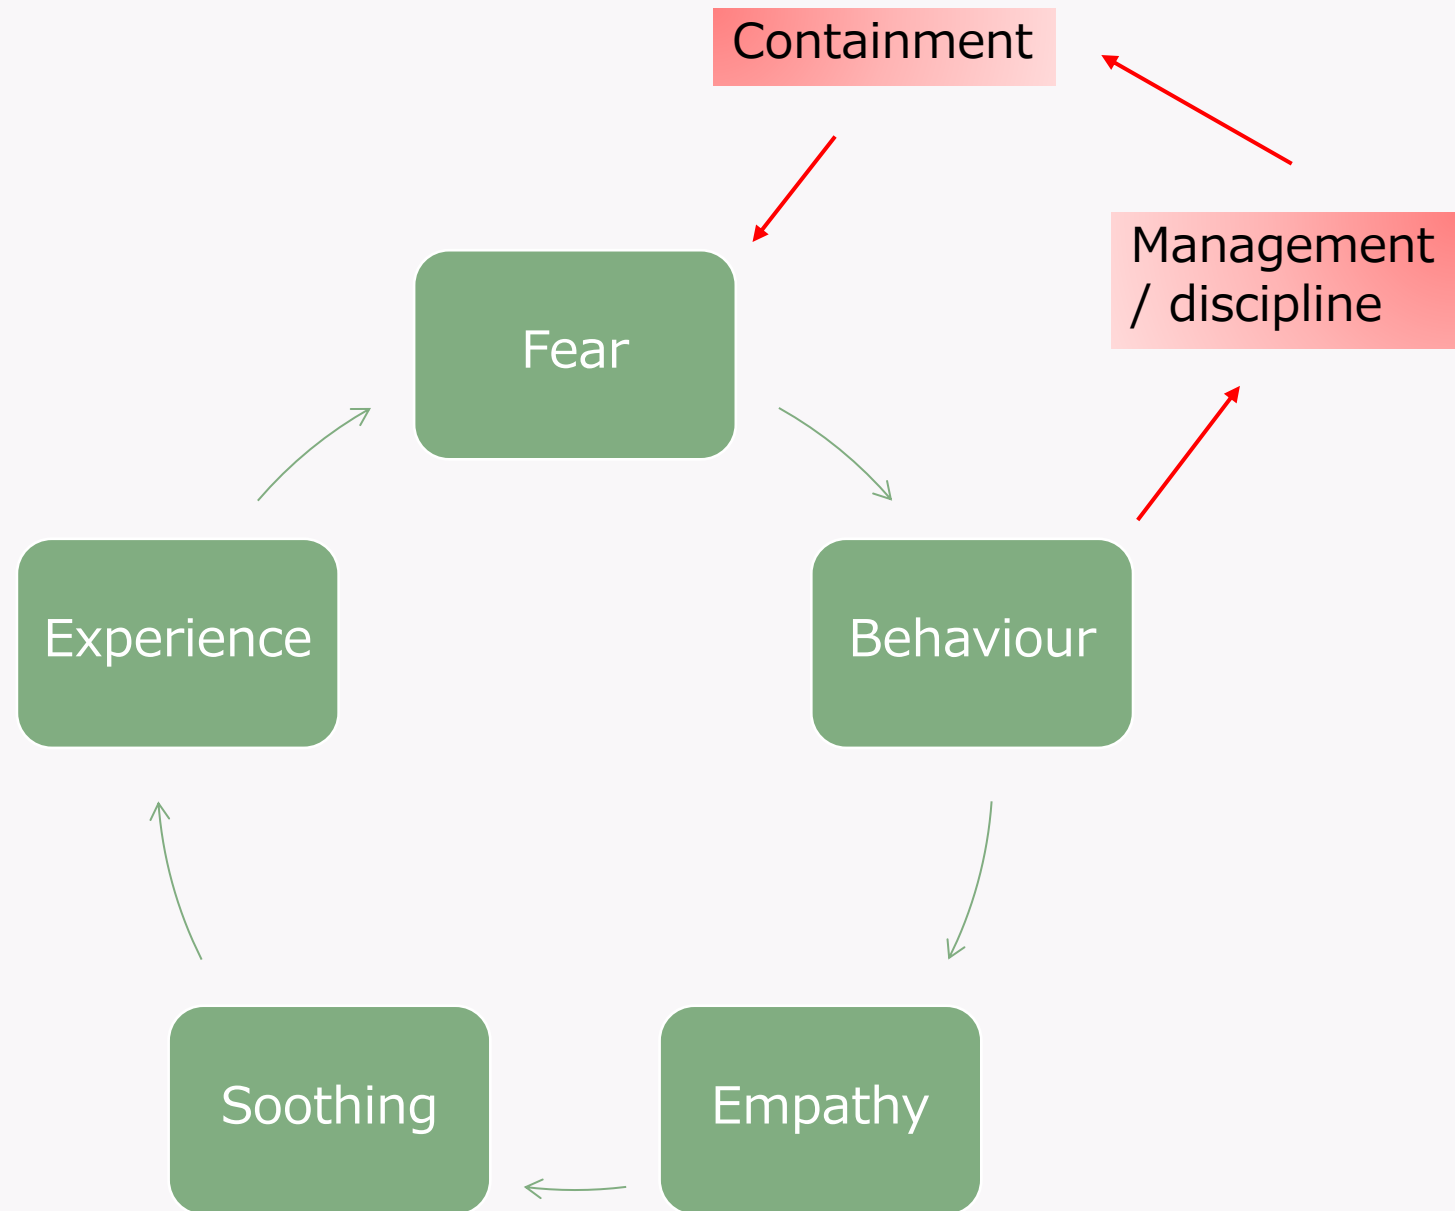 Containment
Management
/ discipline
Fear
Experience
Behaviour
Soothing
Empathy